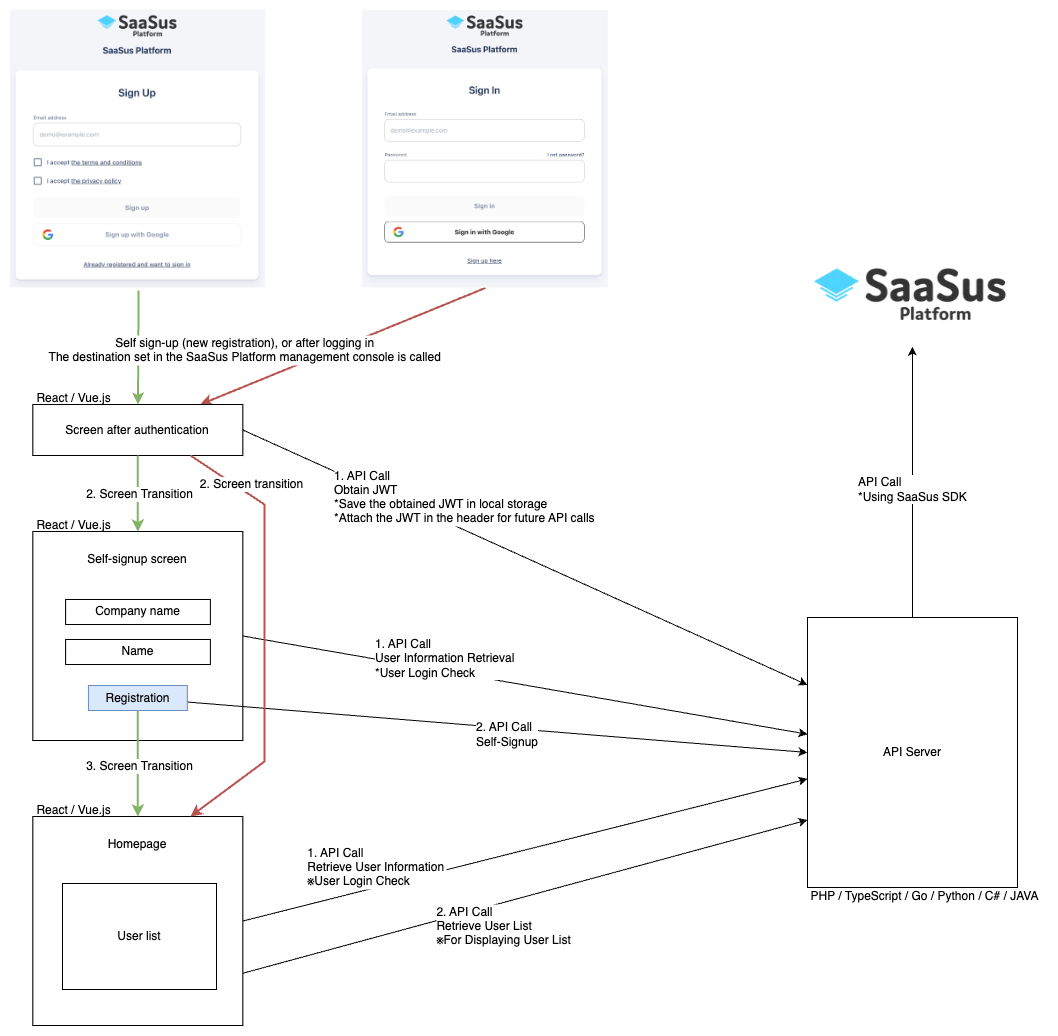 SaaSus
Platform
SaaSus Platform
Sign Up
Email address
demo@example.com
I accept the terms and conditions
I accept the privacy policy
Sign up
Sign up with Google
Already registered and want to sign in
SaaSus
Platform
SaaSus Platform
Sign In
Email address
demo@example.com
Password
password?
Sign in
Sign in with Google
Sign up here
SaaSus
Platform
Self sign-up (new registration), or after logging in
The destination set in the SaaSus Platform management console is called
React / Vue.js
Screen after authentication
2. Screen Transition
2. Screen transition
1. API Call
Obtain JWT
*Save the obtained JWT in local storage
*Attach the JWT in the header for future API calls
API Call
*Using SaaSus SDK
React / Vue.js
Self-signup screen
Company name
Name
Registration
1. API Call
User Information Retrieval
*User Login Check
2. API Call
Self-Signup
API Server
PHP / TypeScript / Go / Python / C# / JAVA
3. Screen Transition
React / Vue.js
Homepage
User list
1. API Call
Retrieve User Information
※User Login Check
2. API Call
Retrieve User List
※For Displaying User List